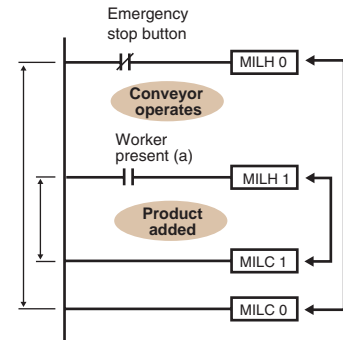 Emergency
stop button
MILH 0
Conveyor
operates
Worker
present (a)
MILH 1
Product
added
MILC 1
MILC 0